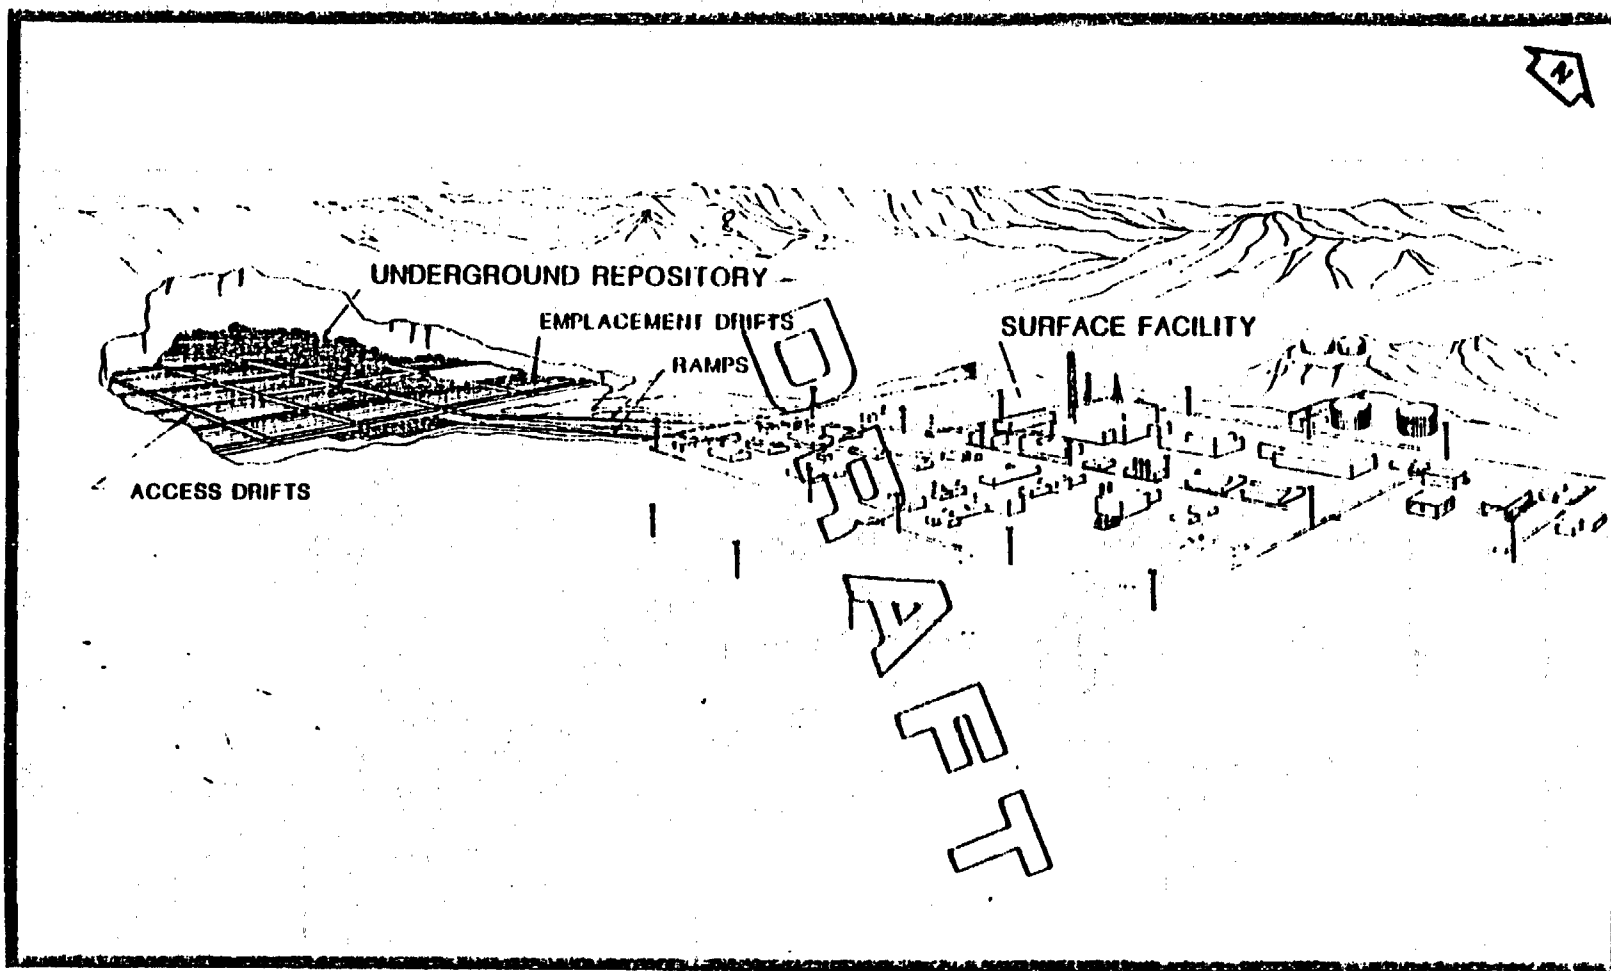 N
UNDERGROUND REPOSITORY
EMPLACEMENT DRIFTS
SURFACE FACILITY
RAMPS
ACCESS DRIFTS
DRAFT